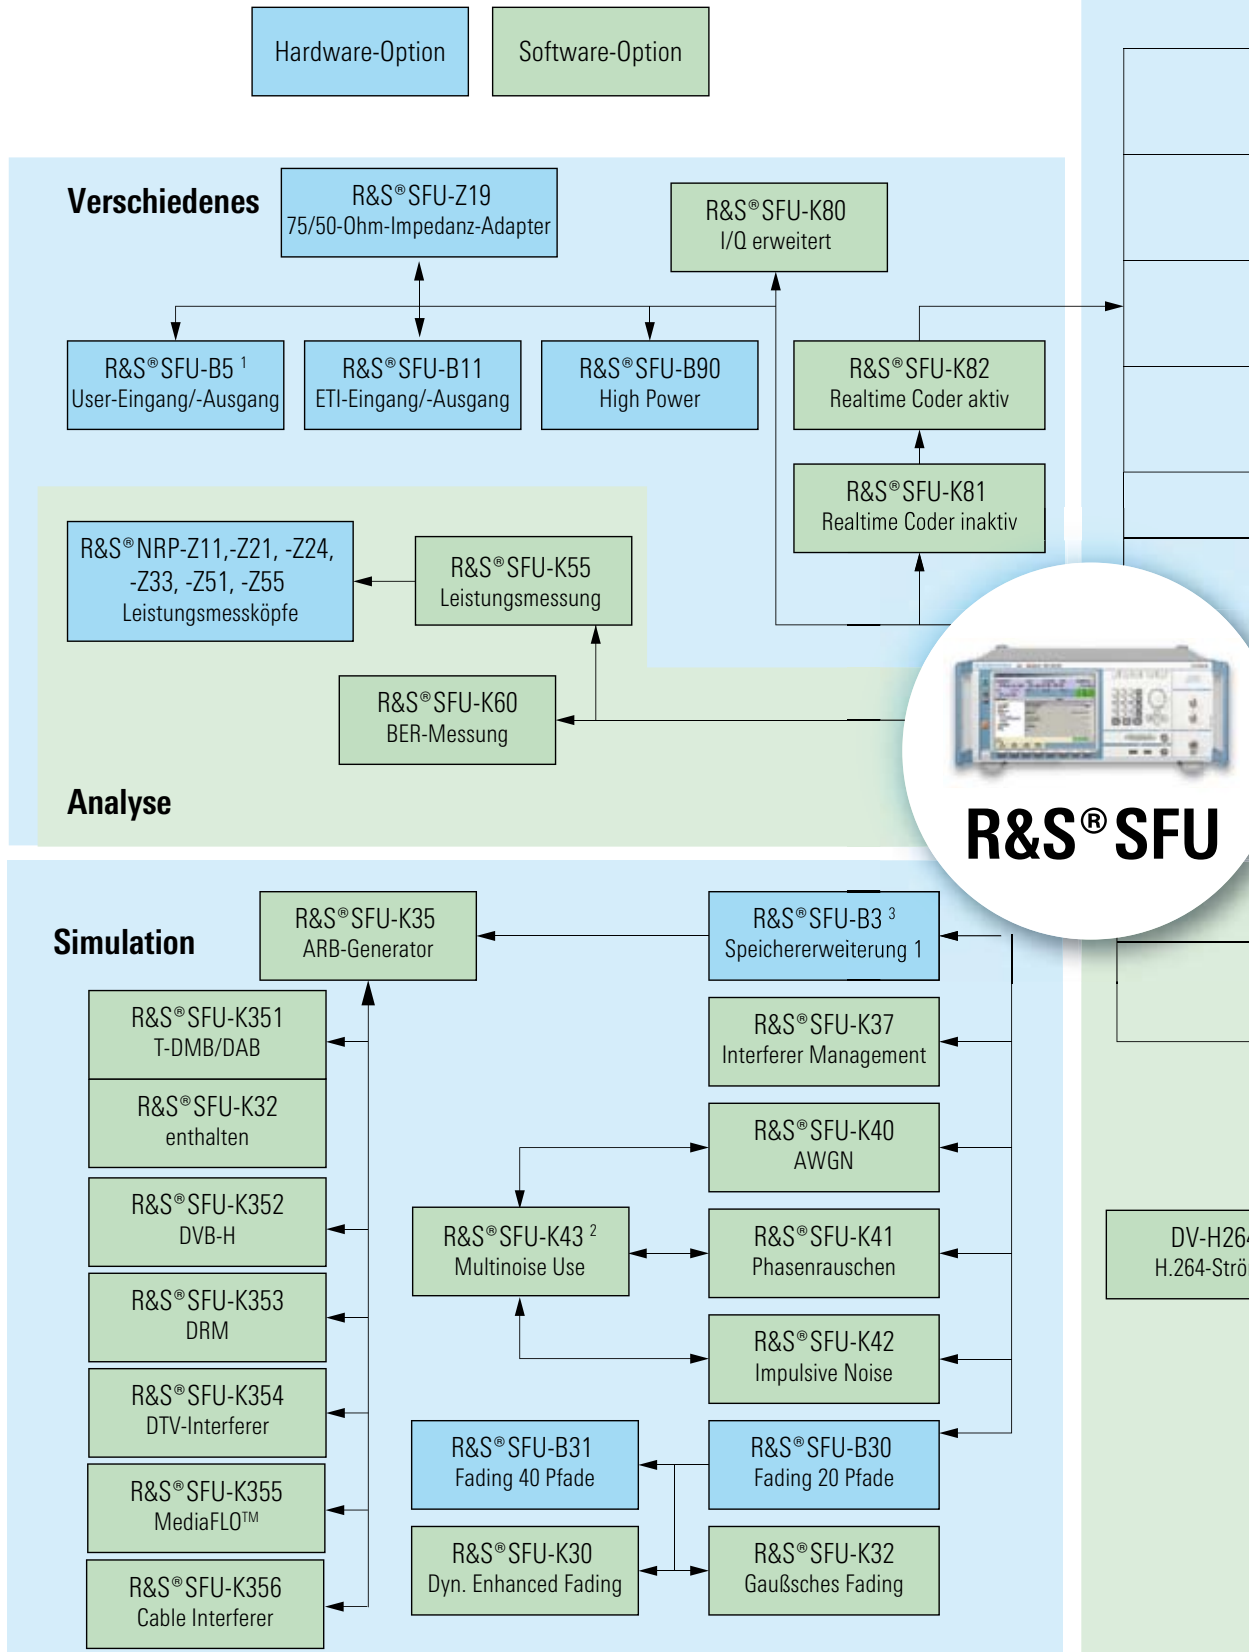 Hardware-Option
Software-Option
Verschiedenes
R&S®SFU-Z19
75/50-Ohm-Impedanz-Adapter
R&S®SFU-K80
I/Q erweitert
R&S®SFU-B5 1
User-Eingang/-Ausgang
R&S®SFU-B11
ETI-Eingang/-Ausgang
R&S®SFU-B90
High Power
R&S®SFU-K82
Realtime Coder aktiv
R&S®SFU-K81
Realtime Coder inaktiv
R&S®NRP-Z11,-Z21, -Z24,
-Z33, -Z51, -Z55
Leistungsmessköpfe
R&S®SFU-K55
Leistungsmessung
R&S®SFU-K60
BER-Messung
Analyse
R&S®SFU
Simulation
R&S®SFU-K35
ARB-Generator
R&S®SFU-B3 3
Speichererweiterung 1
R&S®SFU-K351
T-DMB/DAB
R&S®SFU-K32
enthalten
R&S®SFU-K352
DVB-H
R&S®SFU-K353
DRM
R&S®SFU-K354
DTV-Interferer
R&S®SFU-K355
MediaFLO™
R&S®SFU-K356
Cable Interferer
R&S®SFU-K37
Interferer Management
R&S®SFU-K40
AWGN
R&S®SFU-K43 2
Multinoise Use
R&S®SFU-K41
Phasenrauschen
R&S®SFU-K42
Impulsive Noise
R&S®SFU-B31
Fading 40 Pfade
R&S®SFU-B30
Fading 20 Pfade
R&S®SFU-K30
Dyn. Enhanced Fading
R&S®SFU-K32
Gaußsches Fading
DV-H264
H.264-Strö